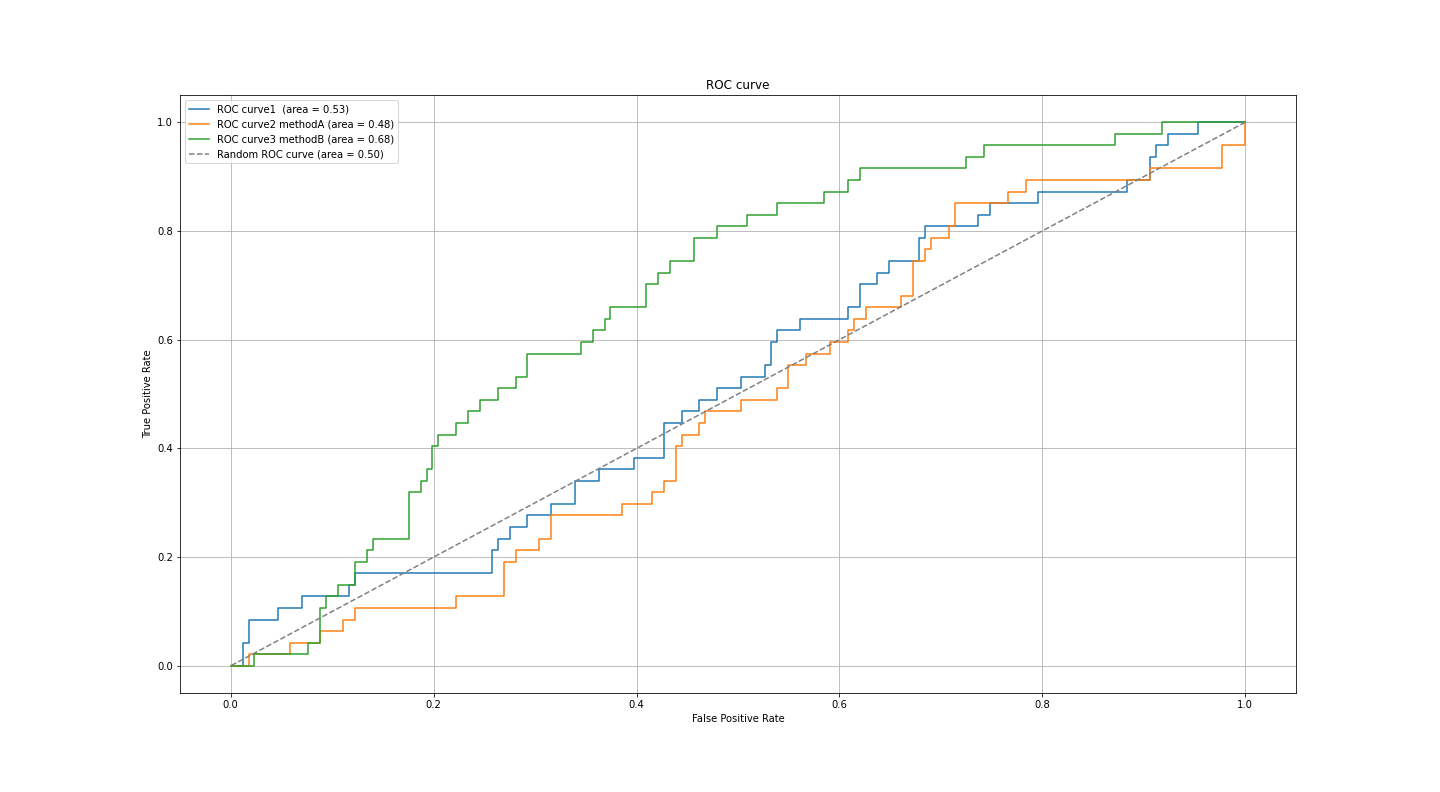 ROC curve
ROC curve1  (area = 0.53)
ROC curve2 methodA (area = 0.48)
ROC curve3 methodB (area = 0.68)
Random ROC curve (area = 0.50)
1.0
0.8
0.6
0.4
0.2
0.0
True Positive Rate
0.0 0.2 0.4 0.6 0.8 1.0
False Positive Rate